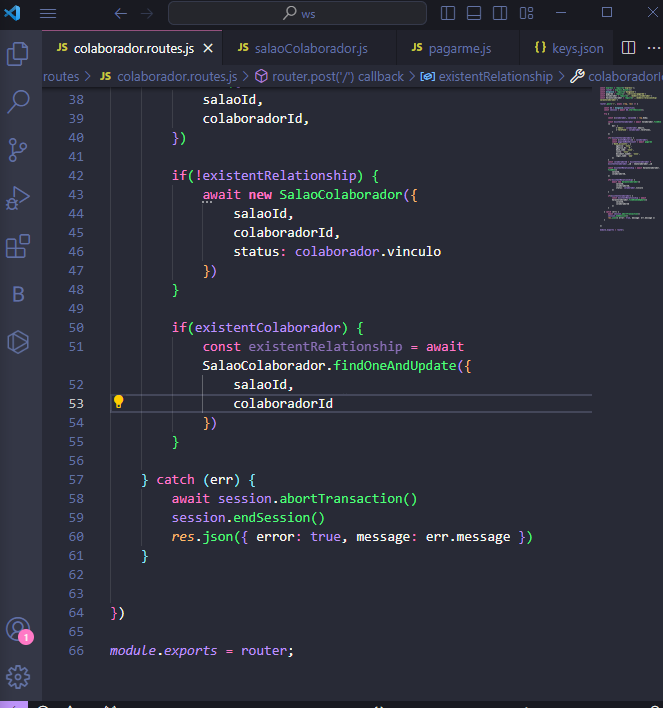 ws
JS colaborador.routes.js
JS salaoColaborador.js
JS pagarme.js
{} keys.json
routes > JS colaborador.routes.js > router.post('/') callback > existentRelationship > colaboradorI
38 salaoId,
39 colaboradorId,
40 })
41
42 if(!existentRelationship) {
43 await new SalaoColaborador({
44 salaoId,
45 colaboradorId,
46 status: colaborador.vinculo
47 })
48 }
49
50 if(existentColaborador) {
51 const existentRelationship = await
SalaoColaborador.findOneAndUpdate({
52 salaoId,
53 colaboradorId
54 })
55 }
56
57 } catch (err) {
58 await session.abortTransaction()
59 session.endSession()
60 res.json({ error: true, message: err.message })
61 }
62
63
64 })
65
66 module.exports = router;
B
1